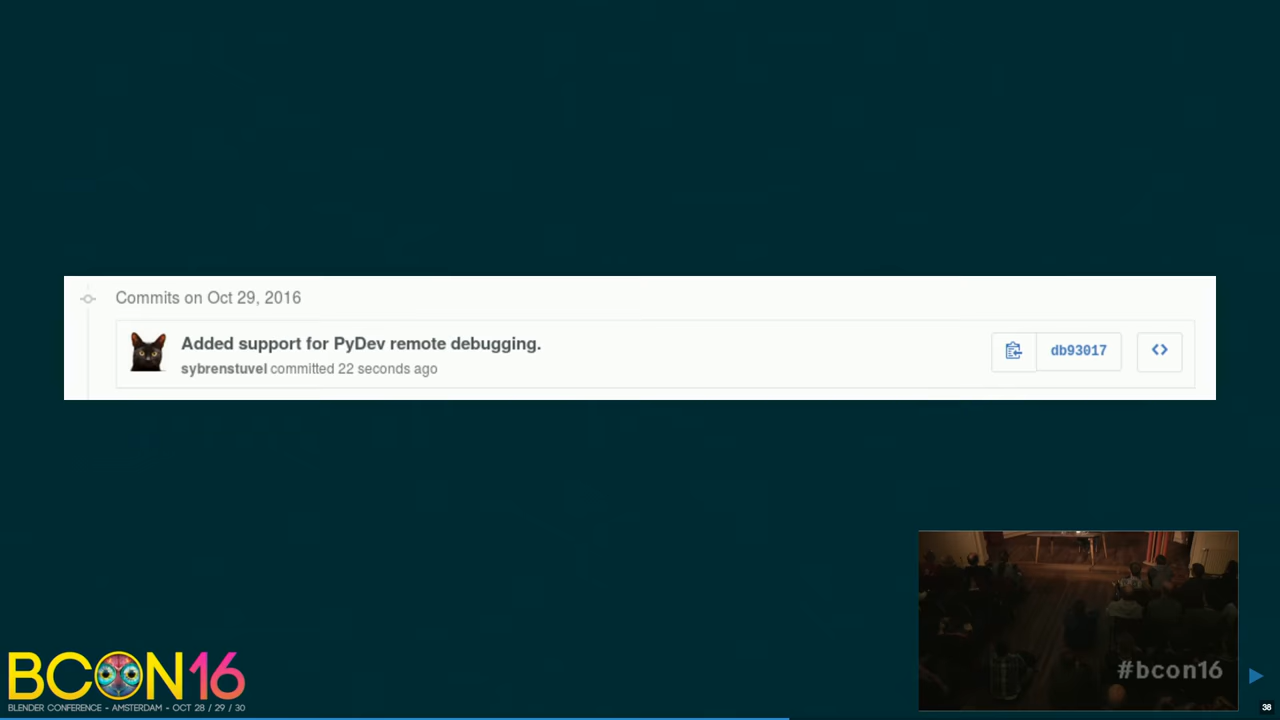 Commits on Oct 29, 2016
Added support for PyDev remote debugging.
sybrenstuvel committed 22 seconds ago
db93017
#bcon16
BCON16
BLENDER CONFERENCE - AMSTERDAM - OCT 28 / 29 / 30
38